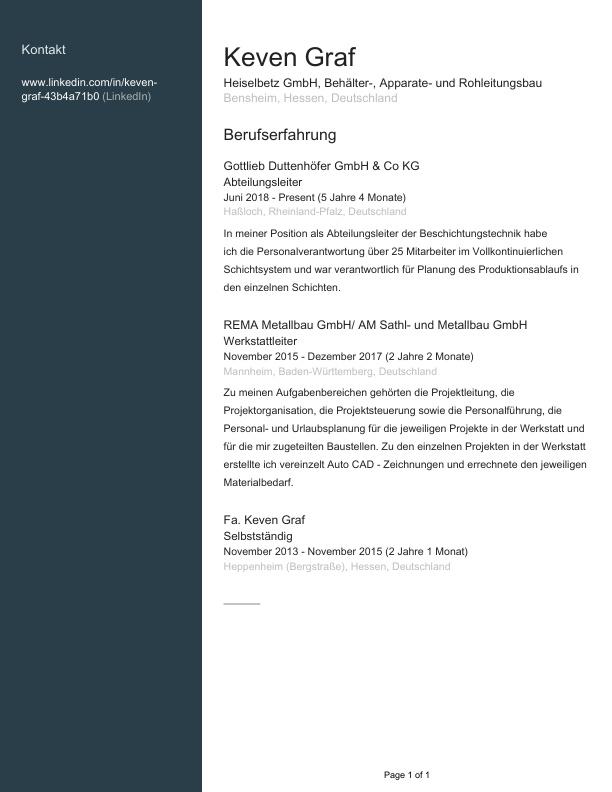 Kontakt
www.linkedin.com/in/keven-
graf-43b4a71b0 (LinkedIn)
Keven Graf
Heiselbetz GmbH, Behälter-, Apparate- und Rohleitungsbau
Bensheim, Hessen, Deutschland
Berufserfahrung
Gottlieb Duttenhöfer GmbH & Co KG
Abteilungsleiter
Juni 2018 - Present (5 Jahre 4 Monate)
Haßloch, Rheinland-Pfalz, Deutschland
In meiner Position als Abteilungsleiter der Beschichtungstechnik habe
ich die Personalverantwortung über 25 Mitarbeiter im Vollkontinuierlichen
Schichtsystem und war verantwortlich für Planung des Produktionsablaufs in
den einzelnen Schichten.
REMA Metallbau GmbH/ AM Sathl- und Metallbau GmbH
Werkstattleiter
November 2015 - Dezember 2017 (2 Jahre 2 Monate)
Mannheim, Baden-Württemberg, Deutschland
Zu meinen Aufgabenbereichen gehörten die Projektleitung, die
Projektorganisation, die Projektsteuerung sowie die Personalführung, die
Personal- und Urlaubsplanung für die jeweiligen Projekte in der Werkstatt und
für die mir zugeteilten Baustellen. Zu den einzelnen Projekten in der Werkstatt
erstellte ich vereinzelt Auto CAD - Zeichnungen und errechnete den jeweiligen
Materialbedarf.
Fa. Keven Graf
Selbstständig
November 2013 - November 2015 (2 Jahre 1 Monat)
Heppenheim (Bergstraße), Hessen, Deutschland
Page 1 of 1